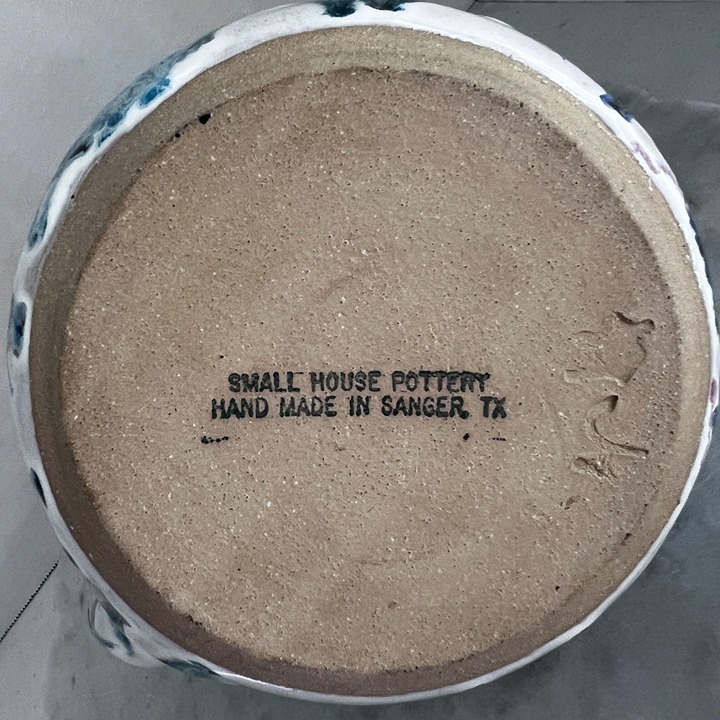 SMALL HOUSE POTTERY
HAND MADE IN SANGER, TX